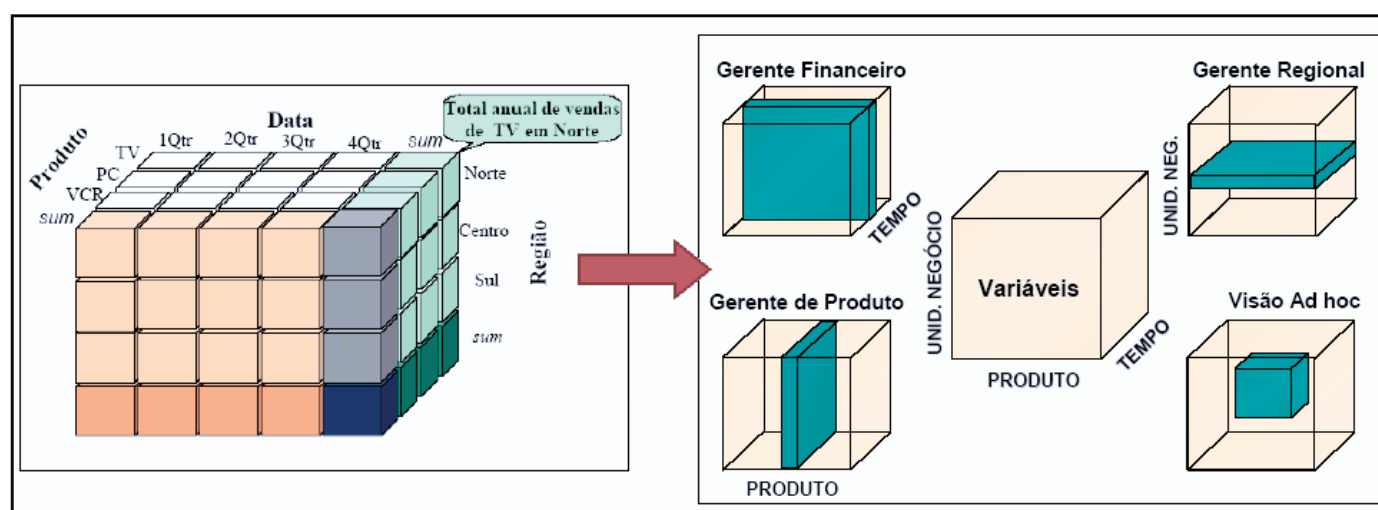 Total anual de vendas
de TV em Norte
Data
Produto
1Qtr
2Qtr
3Qtr
4Qtr
sum
TV
PC
VCR
sum
Norte
Centro
Sul
sum
Região
Gerente Financeiro
TEMPO
Gerente Regional
UNID. NEG.
UNID. NEGÓCIO
Variáveis
TEMPO
PRODUTO
Gerente de Produto
PRODUTO
Visão Ad hoc